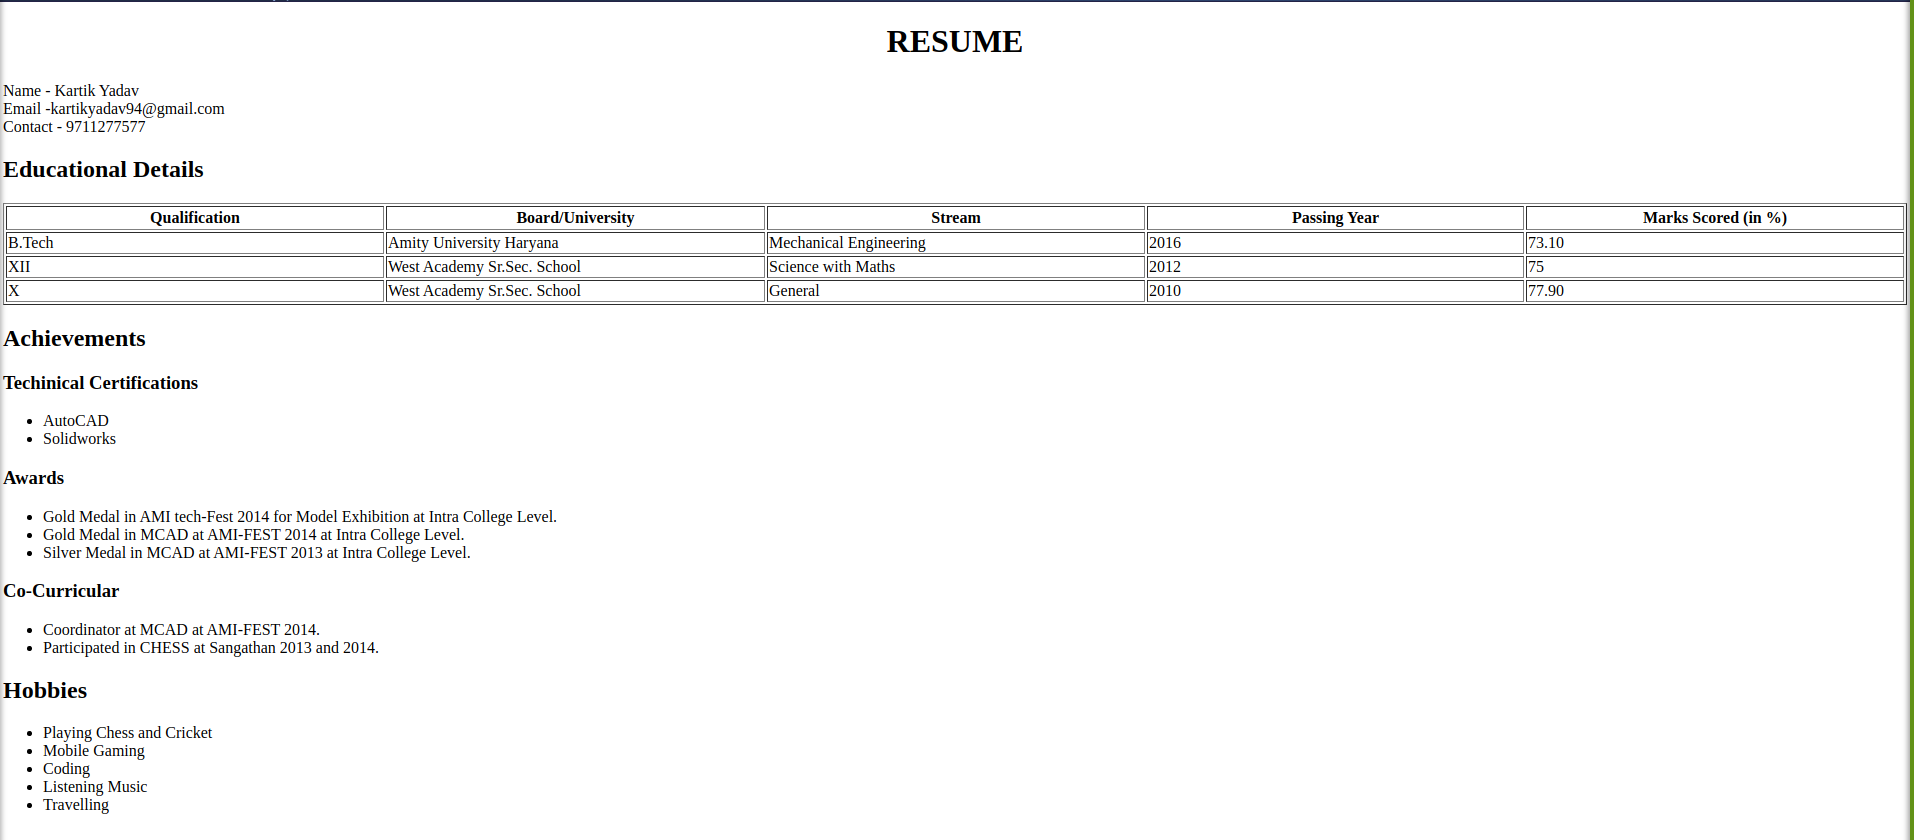 RESUME
Name - Kartik Yadav
Email -kartikyadav94@gmail.com
Contact - 9711277577
Educational Details
Qualification Board/University Stream Passing Year Marks Scored (in %)
B.Tech Amity University Haryana Mechanical Engineering 2016 73.10
XII West Academy Sr.Sec. School Science with Maths 2012 75
X West Academy Sr.Sec. School General 2010 77.90
Achievements
Techinical Certifications
AutoCAD
Solidworks
Awards
Gold Medal in AMI tech-Fest 2014 for Model Exhibition at Intra College Level.
Gold Medal in MCAD at AMI-FEST 2014 at Intra College Level.
Silver Medal in MCAD at AMI-FEST 2013 at Intra College Level.
Co-Curricular
Coordinator at MCAD at AMI-FEST 2014.
Participated in CHESS at Sangathan 2013 and 2014.
Hobbies
Playing Chess and Cricket
Mobile Gaming
Coding
Listening Music
Travelling